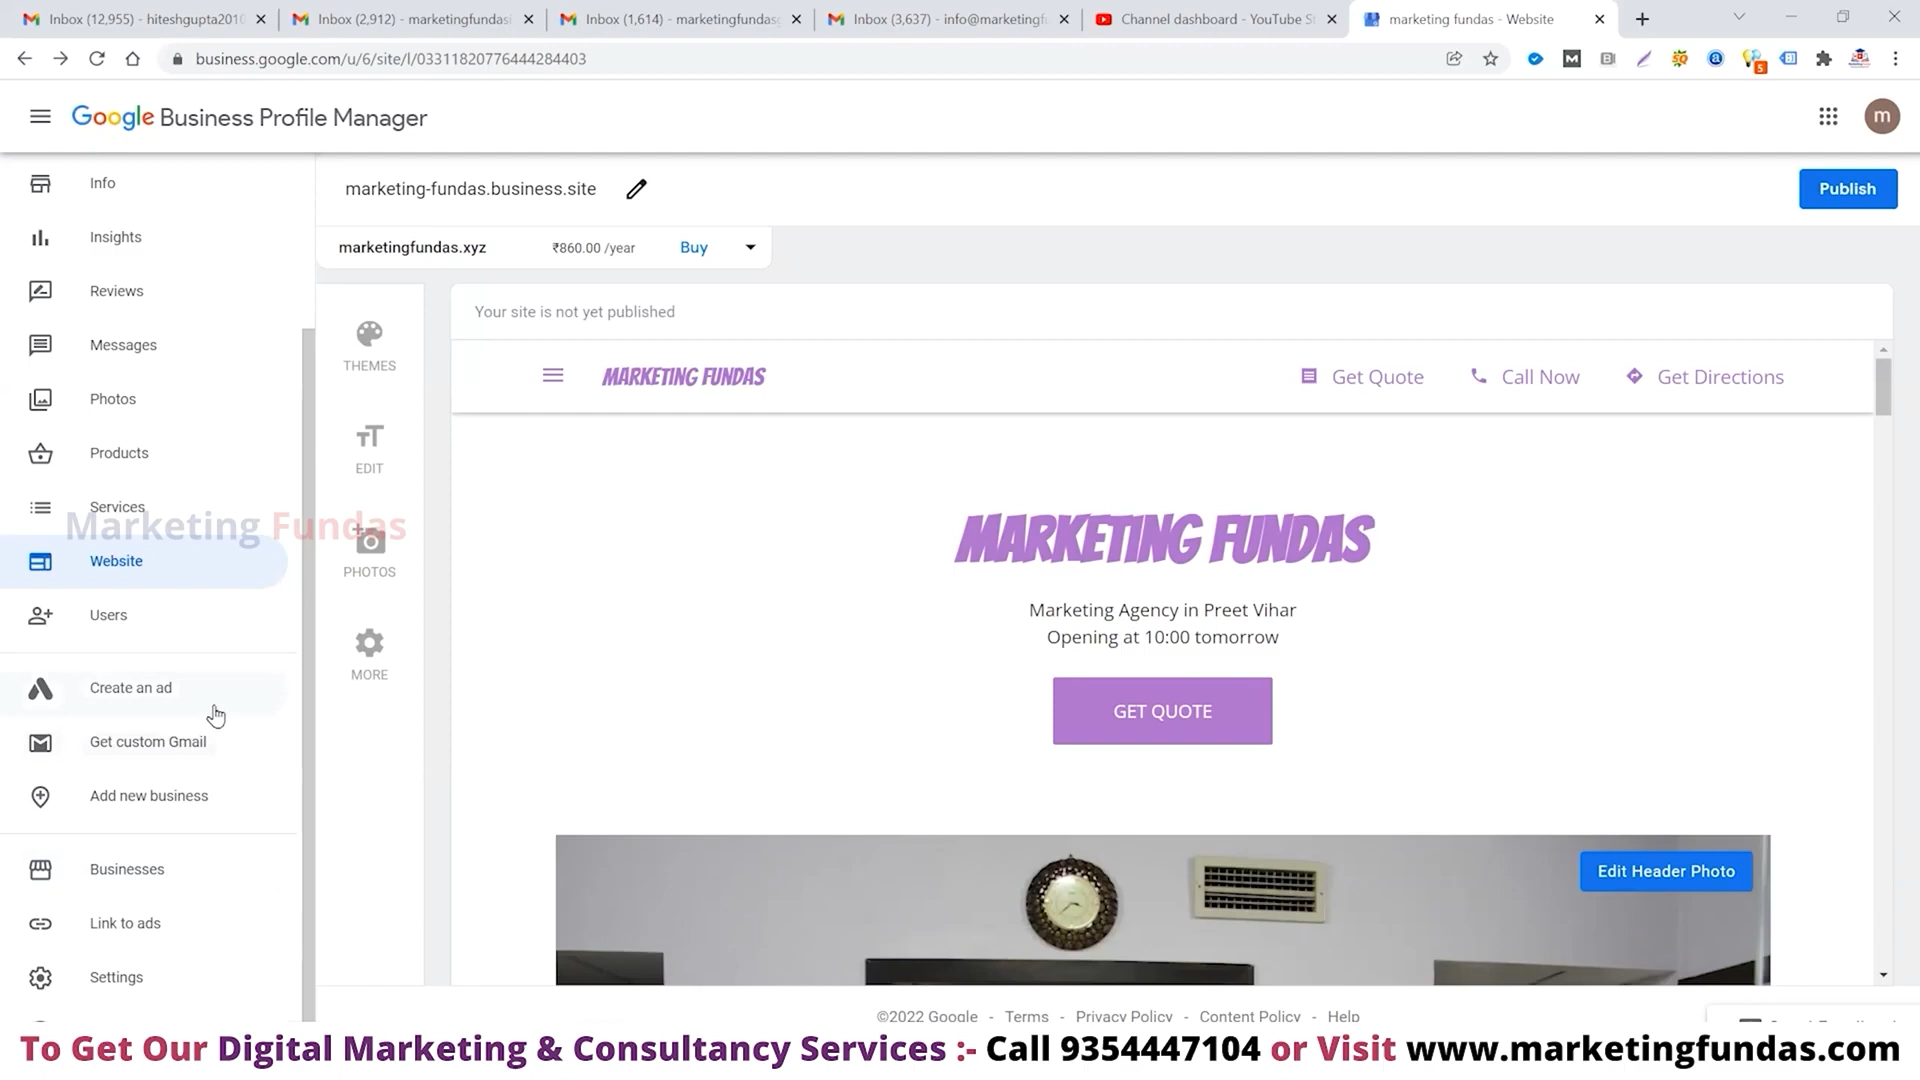 Inbox (12,955) - hiteshgupta2010
Inbox (2,912) - marketingfundasi
Inbox (1,614) - marketingfundasg
Inbox (3,637) - info@marketingfu
Channel dashboard - YouTube St
marketing fundas - Website
business.google.com/u/6/site/l/03311820776444284403
5
Google Business Profile Manager
m
Info
Insights
Reviews
Messages
Photos
Products
Services
Marketing Fundas
Website
Users
Create an ad
Get custom Gmail
Add new business
Businesses
Link to ads
Settings
marketing-fundas.business.site
Publish
marketingfundas.xyz ₹860.00 /year Buy
THEMES
EDIT
PHOTOS
MORE
Your site is not yet published
MARKETING FUNDAS
Get Quote Call Now Get Directions
MARKETING FUNDAS
Marketing Agency in Preet Vihar
Opening at 10:00 tomorrow
GET QUOTE
Edit Header Photo
©2022 Google - Terms - Privacy Policy - Content Policy - Help
To Get Our Digital Marketing & Consultancy Services :- Call 9354447104 or Visit www.marketingfundas.com